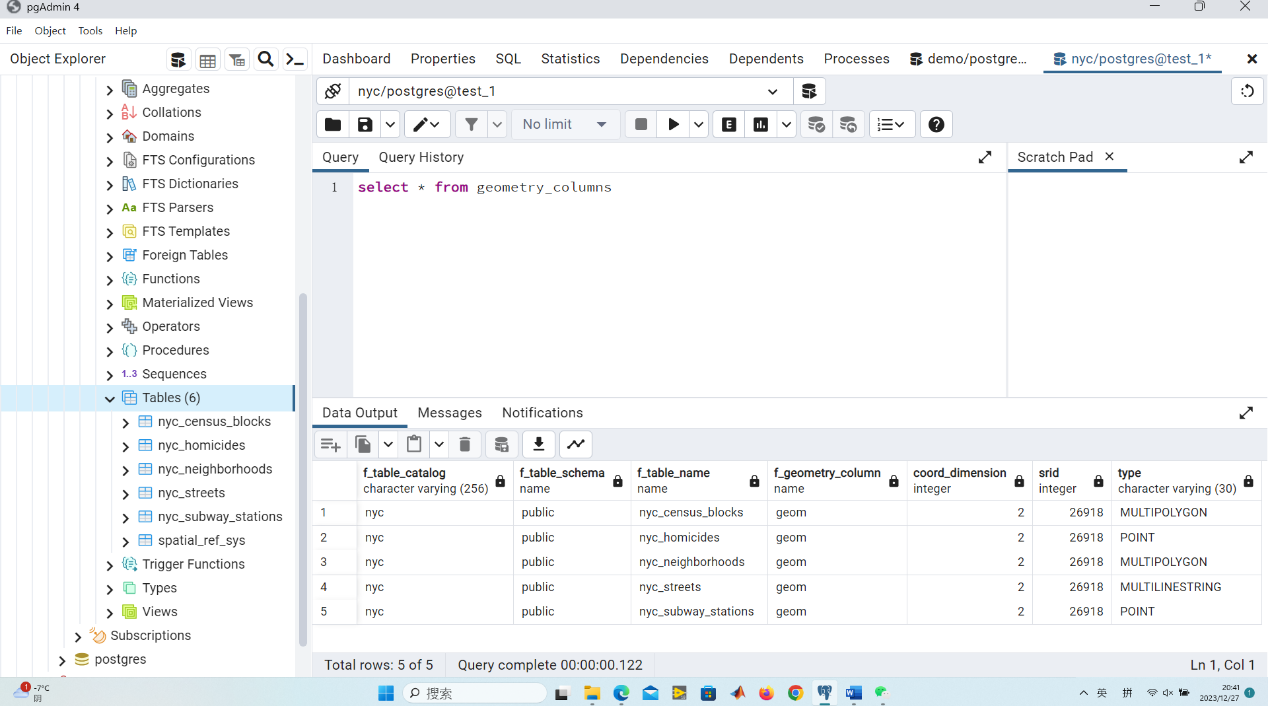 pgAdmin 4
File Object Tools Help
Object Explorer
Dashboard Properties SQL Statistics Dependencies Dependents Processes demo/postgre... nyc/postgres@test_1*
Aggregates
Collations
Domains
FTS Configurations
FTS Dictionaries
Aa FTS Parsers
FTS Templates
Foreign Tables
Functions
Materialized Views
Operators
Procedures
1..3 Sequences
Tables (6)
nyc_census_blocks
nyc_homicides
nyc_neighborhoods
nyc_streets
nyc_subway_stations
spatial_ref_sys
Trigger Functions
Types
Views
Subscriptions
postgres
nyc/postgres@test_1
No limit E
Query Query History
Scratch Pad
1 select * from geometry_columns
Data Output Messages Notifications
f_table_catalog f_table_schema f_table_name f_geometry_column coord_dimension srid type
character varying (256) name name name integer integer character varying (30)
1 nyc public nyc_census_blocks geom 2 26918 MULTIPOLYGON
2 nyc public nyc_homicides geom 2 26918 POINT
3 nyc public nyc_neighborhoods geom 2 26918 MULTIPOLYGON
4 nyc public nyc_streets geom 2 26918 MULTILINESTRING
5 nyc public nyc_subway_stations geom 2 26918 POINT
Total rows: 5 of 5 Query complete 00:00:00.122 Ln 1, Col 1
1 -7°C
阴
搜索
英 拼
20:41
2023/12/27
1